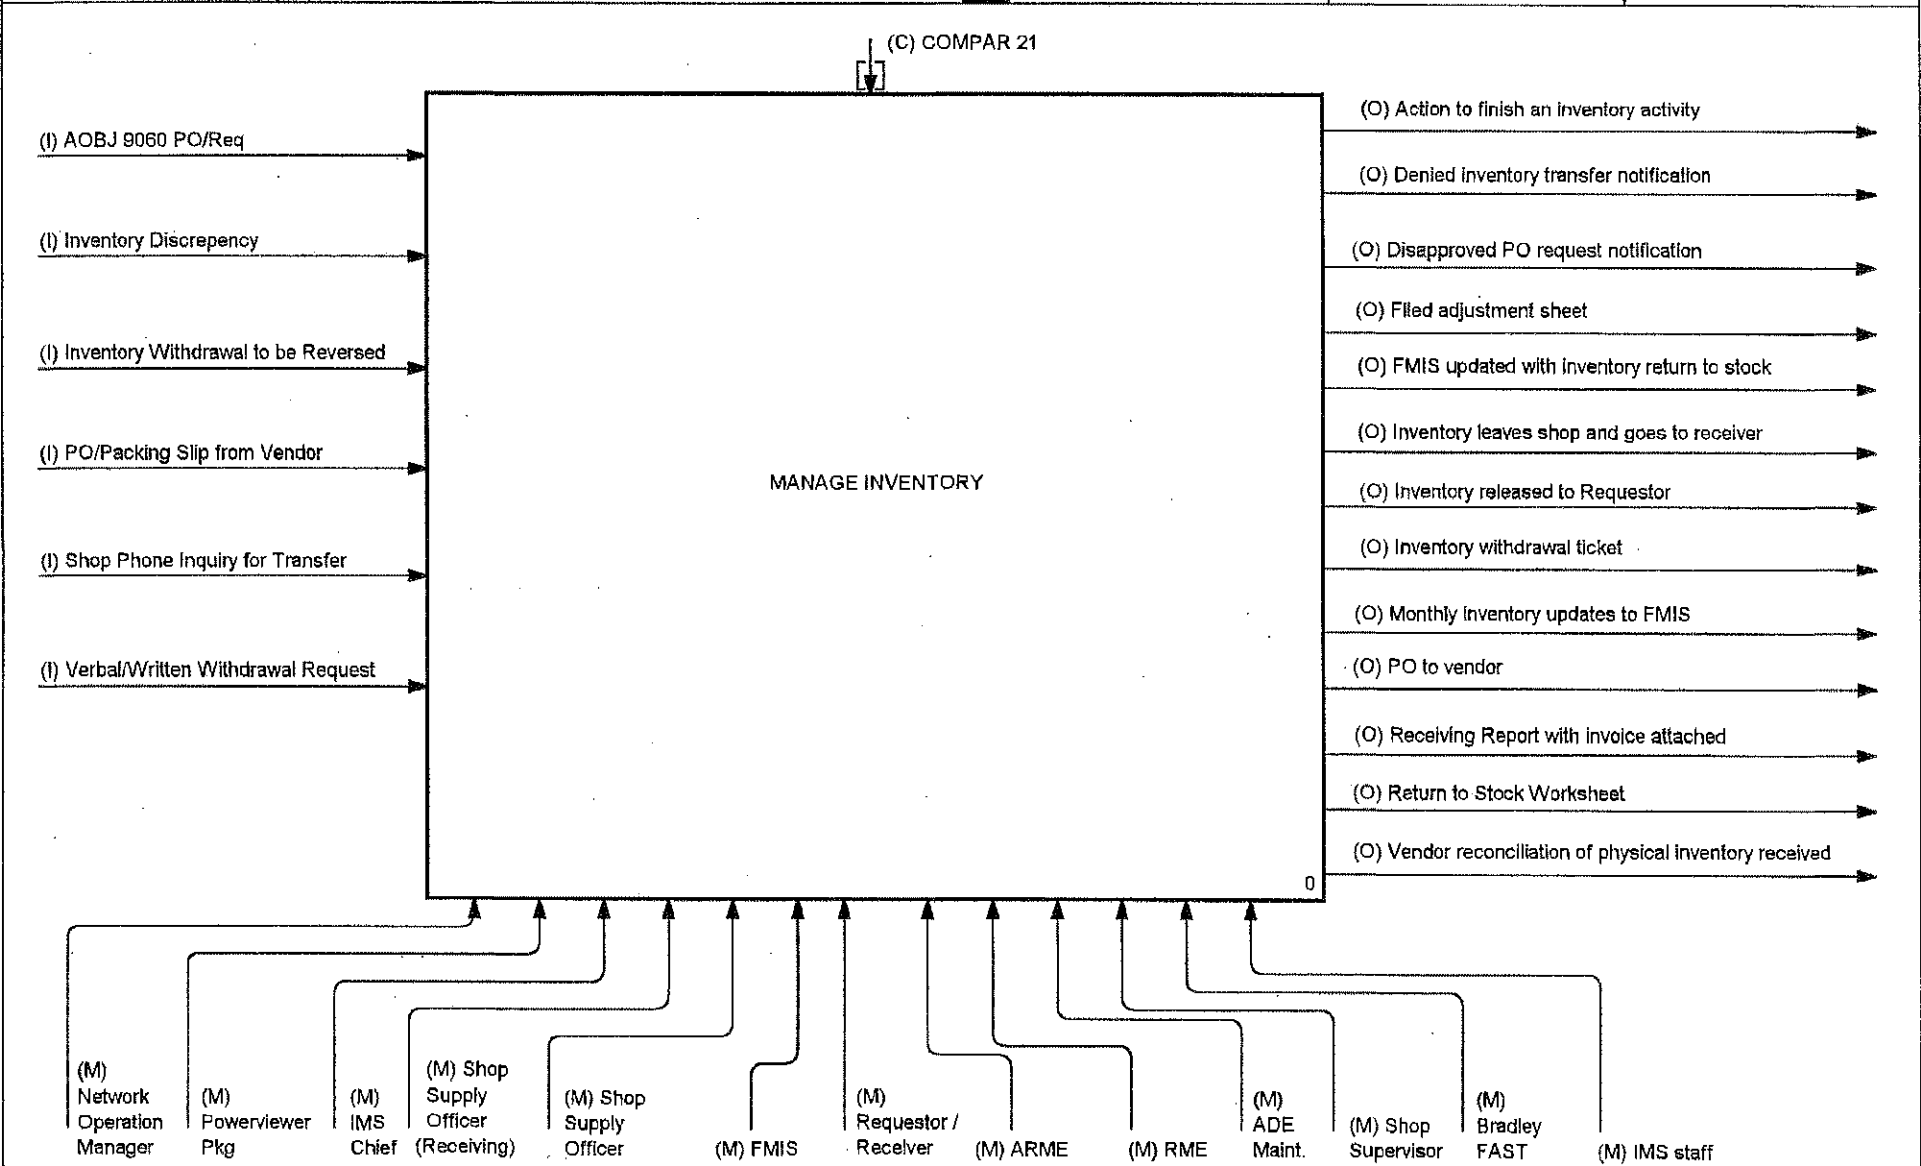 (C) COMPAR 21
(I) AOBJ 9060 PO/Req
(I) Inventory Discrepency
(I) Inventory Withdrawal to be Reversed
(I) PO/Packing Slip from Vendor
(I) Shop Phone Inquiry for Transfer
(I) Verbal/Written Withdrawal Request
MANAGE INVENTORY
0
(O) Action to finish an inventory activity
(O) Denied inventory transfer notification
(O) Disapproved PO request notification
(O) Filed adjustment sheet
(O) FMIS updated with inventory return to stock
(O) Inventory leaves shop and goes to receiver
(O) Inventory released to Requestor
(O) Inventory withdrawal ticket
(O) Monthly inventory updates to FMIS
(O) PO to vendor
(O) Receiving Report with invoice attached
(O) Return to Stock Worksheet
(O) Vendor reconciliation of physical inventory received
(M)
Network
Operation
Manager
(M)
Powerviewer
Pkg
(M)
IMS
Chief
(M) Shop
Supply
Officer
(Receiving)
(M) Shop
Supply
Officer
(M) FMIS
(M)
Requestor /
Receiver
(M) ARME
(M) RME
(M)
ADE
Maint.
(M) Shop
Supervisor
(M)
Bradley
FAST
(M) IMS staff